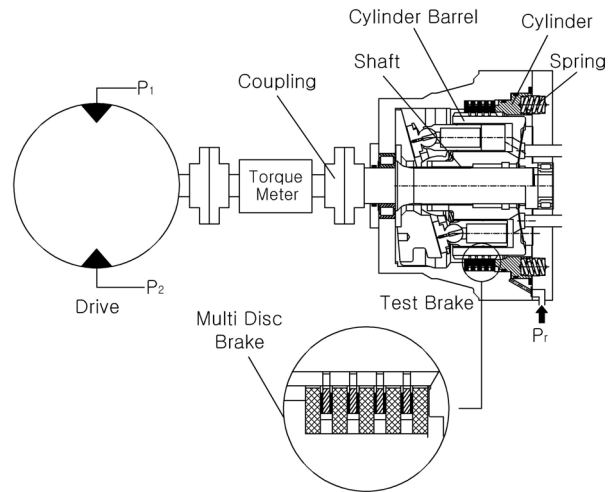 Cylinder Barrel
Cylinder
Shaft
Spring
Coupling
P1
Torque
Meter
P2
Drive
Test Brake
Pr
Multi Disc
Brake